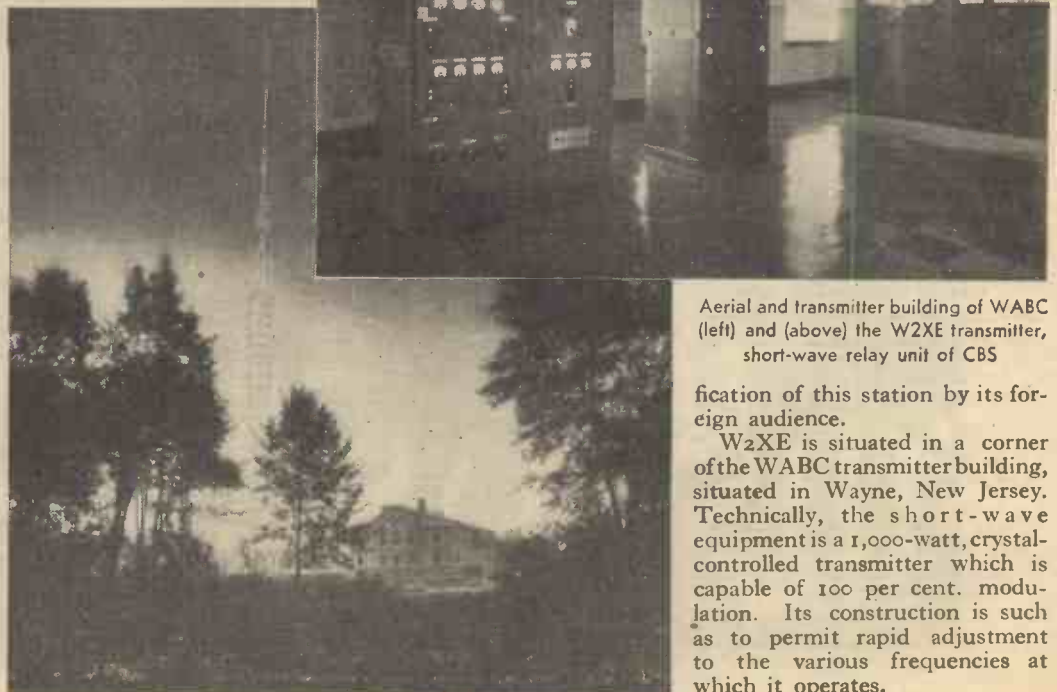 Aerial and transmitter building of WABC
(left) and (above) the W2XE transmitter,
short-wave relay unit of CBS
fication of this station by its for-
eign audience.
W2XE is situated in a corner
of the WABC transmitter building,
situated in Wayne, New Jersey.
Technically, the short-wave
equipment is a 1,000-watt, crystal-
controlled transmitter which is
capable of 100 per cent. modu-
lation. Its construction is such
as to permit rapid adjustment
to the various frequencies at
which it operates.